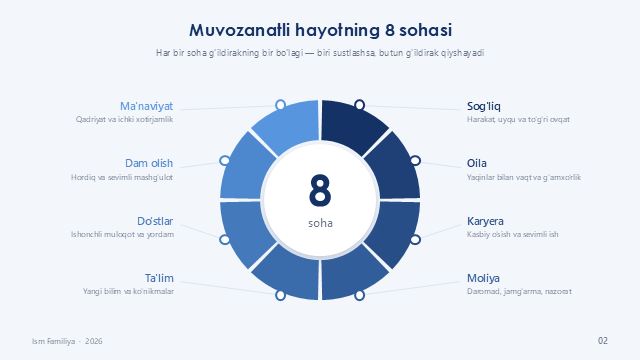 Muvozanatli hayotning 8 sohasi
Har bir soha g'ildirakning bir bo'lagi — biri sustlashsa, butun g'ildirak qiyshayadi
Ma'naviyat
Qadriyat va ichki xotirjamlik
Dam olish
Hordiq va sevimli mashg'ulot
Do'stlar
Ishonchli muloqot va yordam
Ta'lim
Yangi bilim va ko'nikmalar
8
soha
Sog'liq
Harakat, uyqu va to'g'ri ovqat
Oila
Yaqinlar bilan vaqt va g'amxo'rlik
Karyera
Kasbiy o'sish va sevimli ish
Moliya
Daromad, jamg'arma, nazorat
Ism Familiya · 2026
02